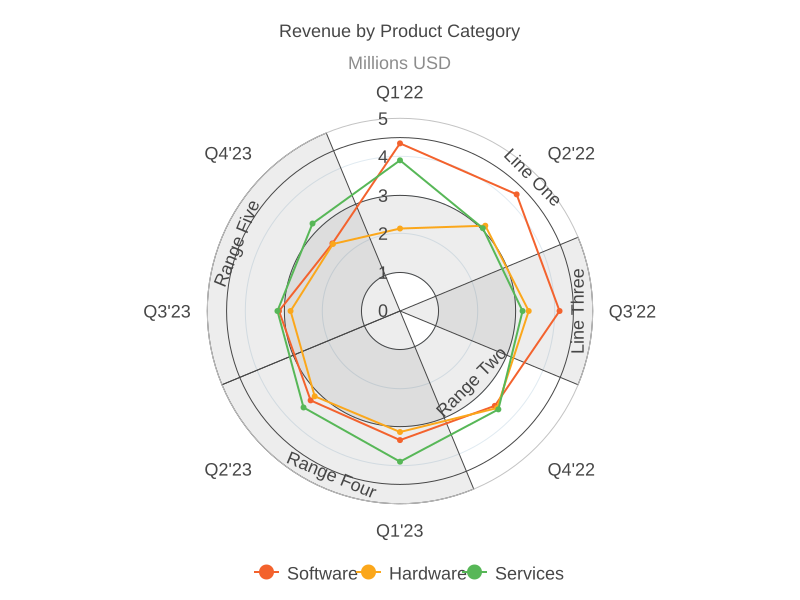 Revenue by Product Category
Millions USD
Q1'22
5
Q4'23
Q2'22
4
Line One
3
Range Five
2
1
Line Three
Q3'23
0
Q3'22
Range Two
Q2'23
Range Four
Q4'22
Q1'23
Software
Hardware
Services